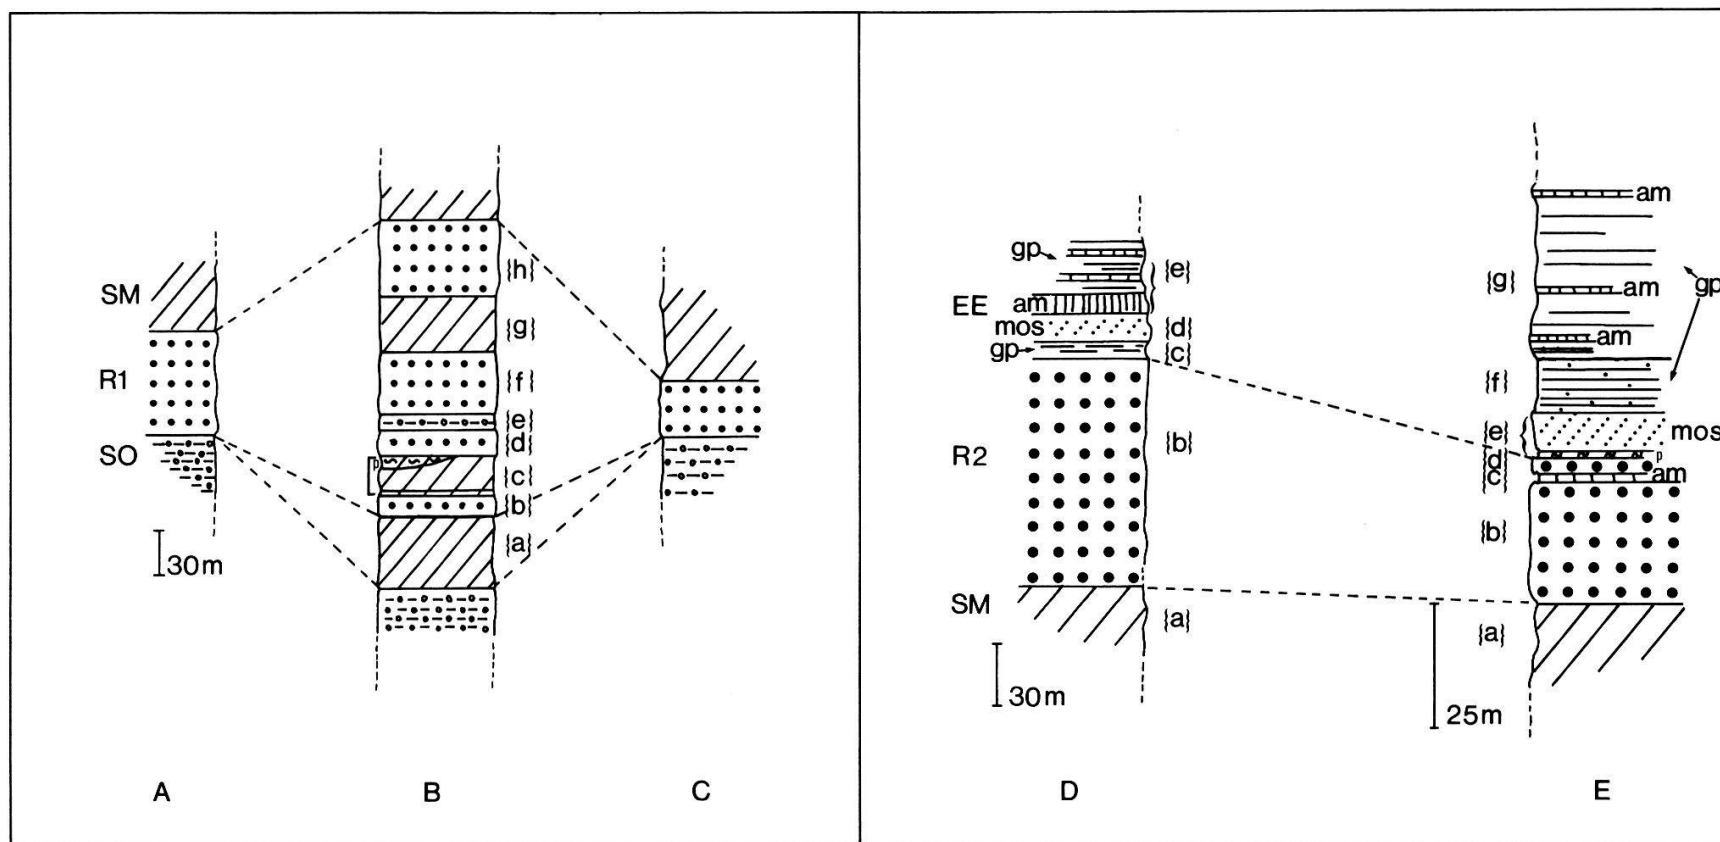 SM
R1
SO
30m
{h}
{g}
{f}
{e}
{d}
p
{c}
{b}
{a}
A
B
C
gp
{e}
EE
am
mos
{d}
gp
{c}
R2
{b}
SM
{a}
30m
D
am
{g}
am
gp
am
{f}
{e}
mos
p
{d}
{c}
am
{b}
{a}
25m
E